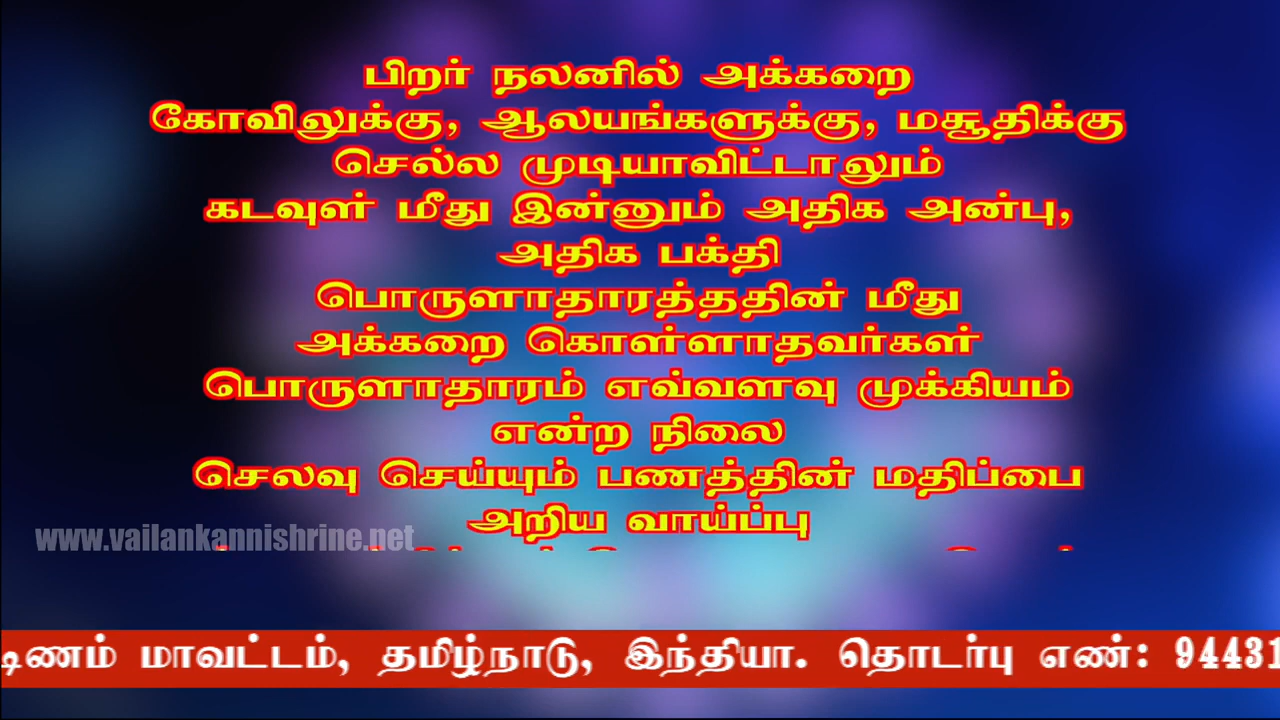 பிறர் நலனில் அக்கறை
கோவிலுக்கு, ஆலயங்களுக்கு, மசூதிக்கு
செல்ல முடியாவிட்டாலும்
கடவுள் மீது இன்னும் அதிக அன்பு,
அதிக பக்தி
பொருளாதாரத்ததின் மீது
அக்கறை கொள்ளாதவர்கள்
பொருளாதாரம் எவ்வளவு முக்கியம்
என்ற நிலை
செலவு செய்யும் பணத்தின் மதிப்பை
அறிய வாய்ப்பு
www.vailankannishrine.net
மாவட்டம், தமிழ்நாடு, இந்தியா. தொடர்பு எண்: 94431